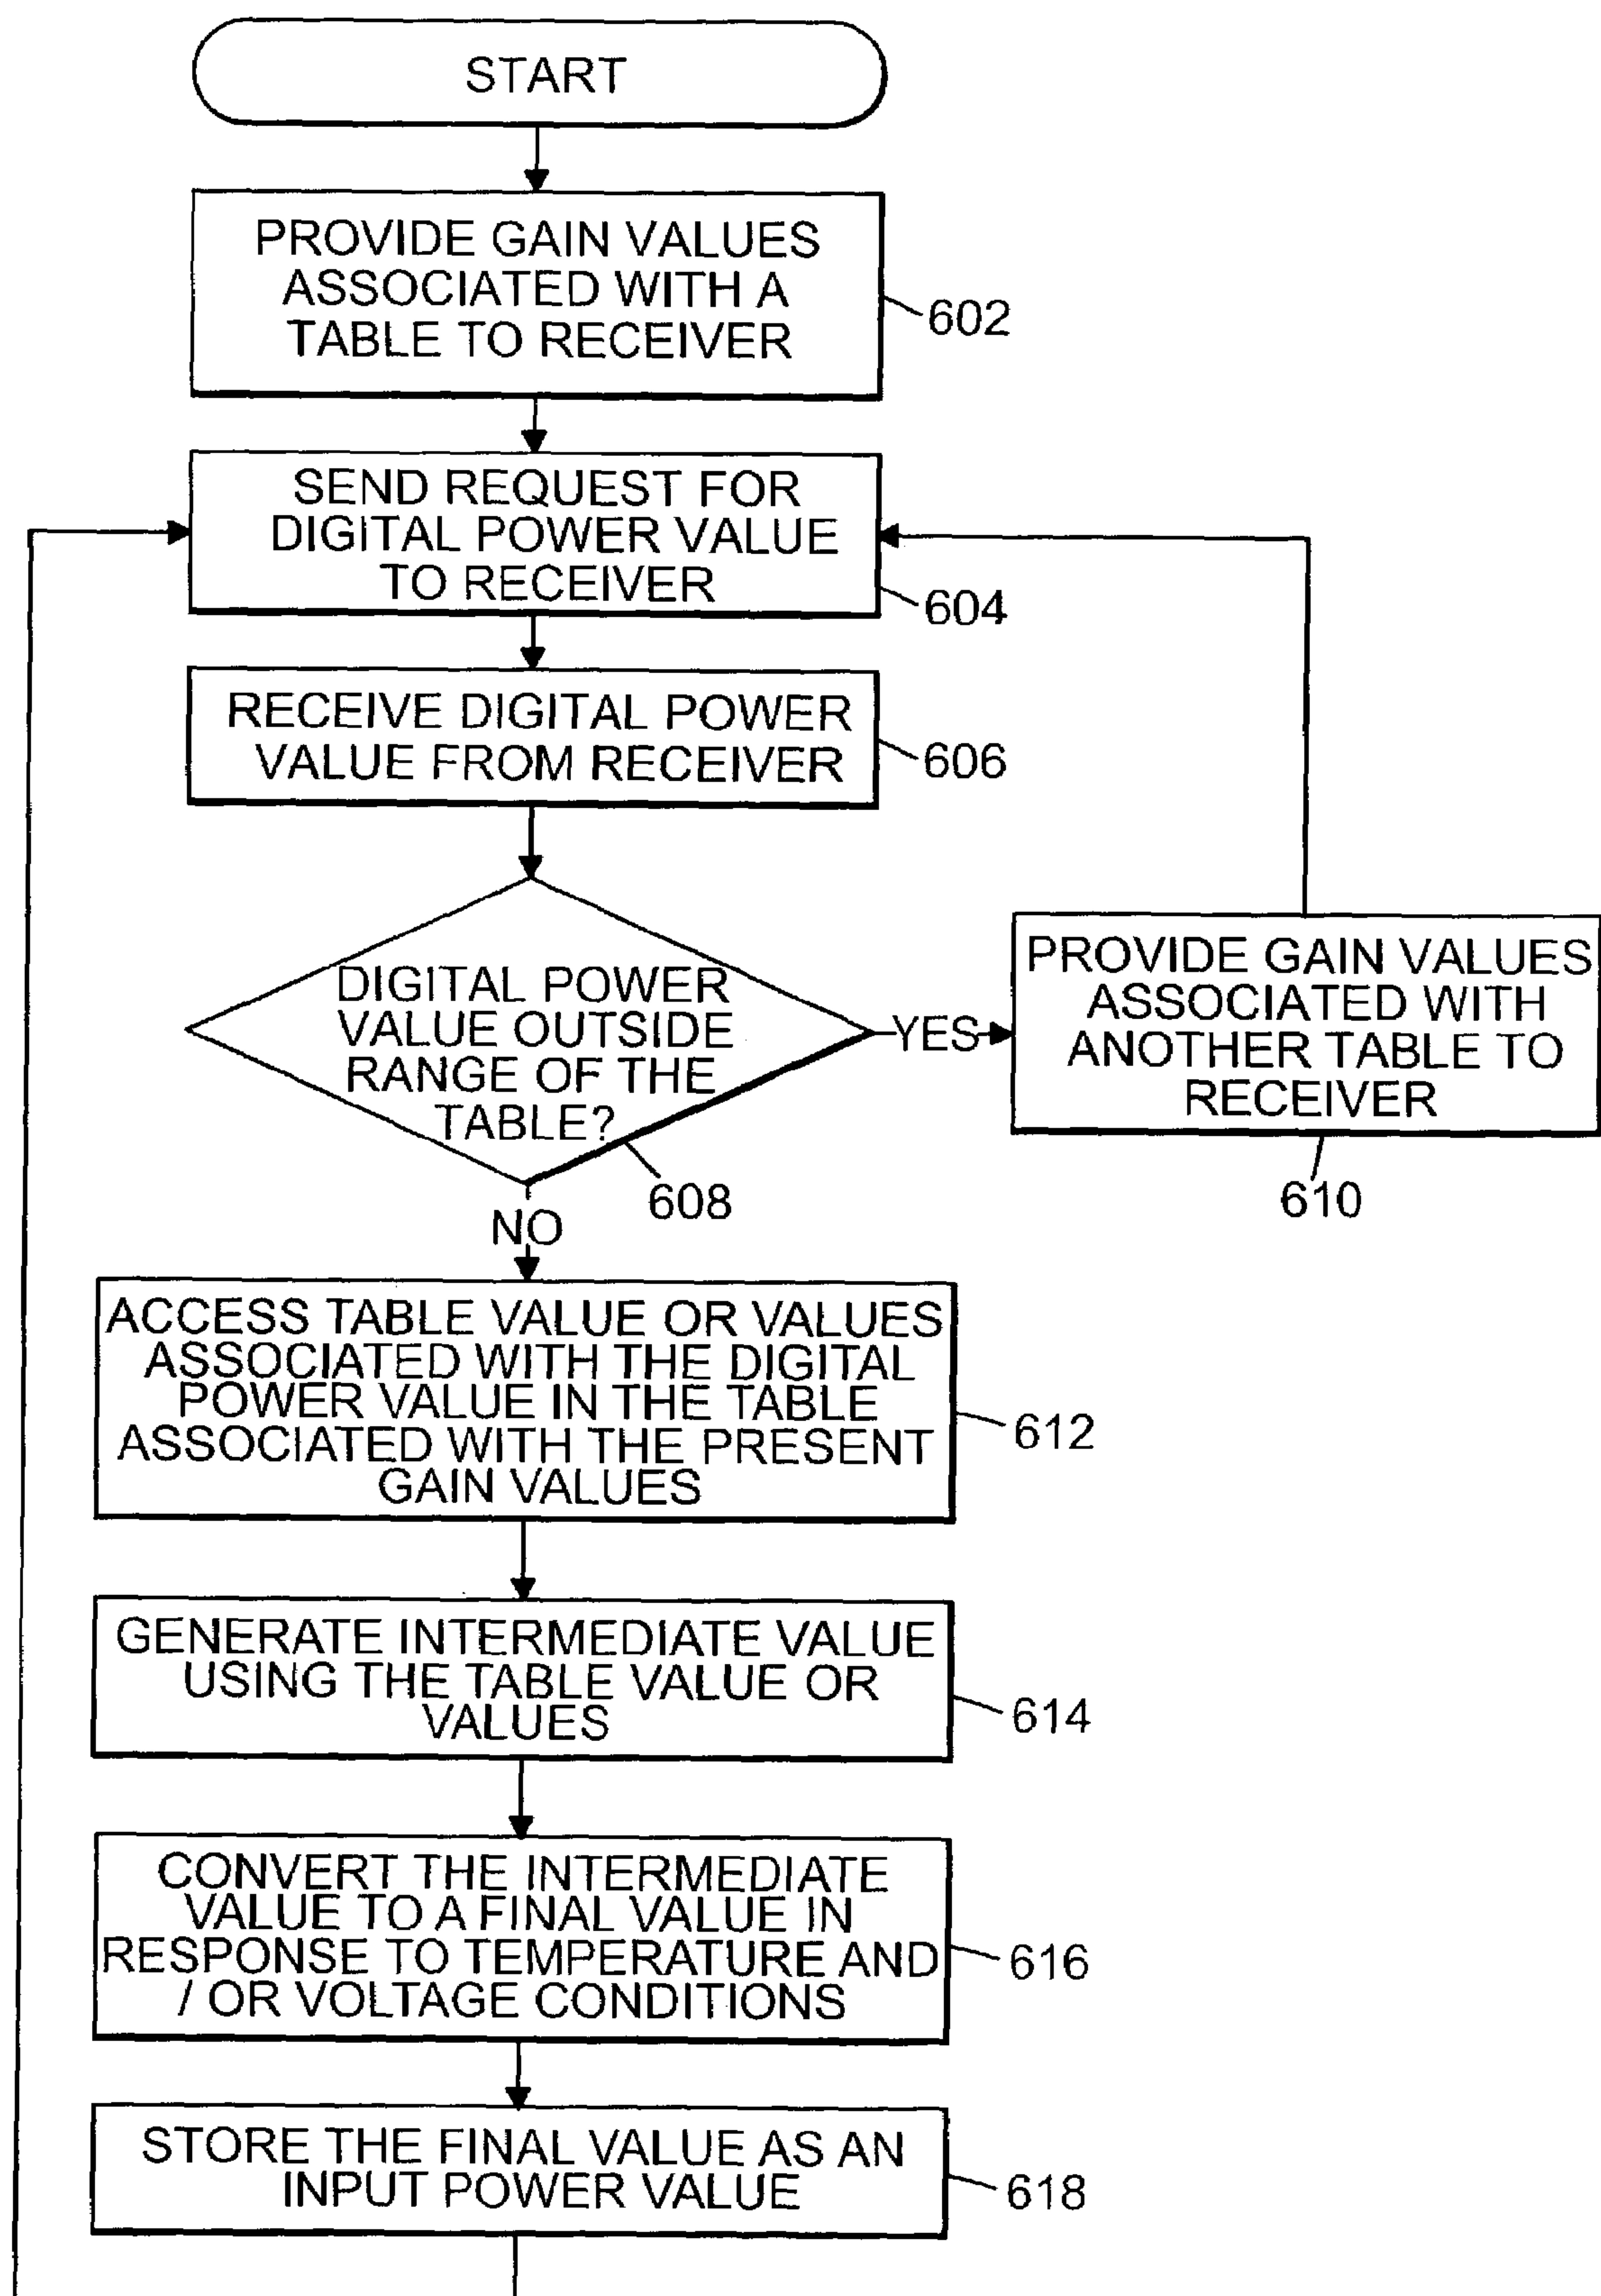 START
PROVIDE GAIN VALUES
ASSOCIATED WITH A
TABLE TO RECEIVER
602
SEND REQUEST FOR
DIGITAL POWER VALUE
TO RECEIVER
604
RECEIVE DIGITAL POWER
VALUE FROM RECEIVER
606
DIGITAL POWER
VALUE OUTSIDE
RANGE OF THE
TABLE?
608
YES
PROVIDE GAIN VALUES
ASSOCIATED WITH
ANOTHER TABLE TO
RECEIVER
610
NO
ACCESS TABLE VALUE OR VALUES
ASSOCIATED WITH THE DIGITAL
POWER VALUE IN THE TABLE
ASSOCIATED WITH THE PRESENT
GAIN VALUES
612
GENERATE INTERMEDIATE VALUE
USING THE TABLE VALUE OR
VALUES
614
CONVERT THE INTERMEDIATE
VALUE TO A FINAL VALUE IN
RESPONSE TO TEMPERATURE AND
/ OR VOLTAGE CONDITIONS
616
STORE THE FINAL VALUE AS AN
INPUT POWER VALUE
618